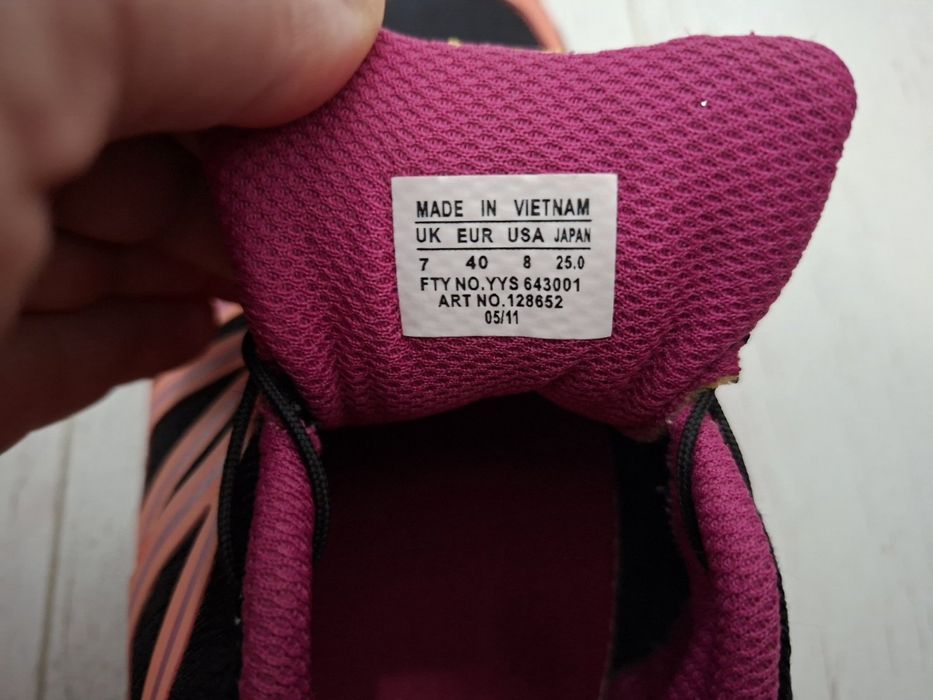 MADE IN VIETNAM
UK EUR USA JAPAN
7 40 8 25.0
FTY NO.YYS 643001
ART NO.128652
05/11